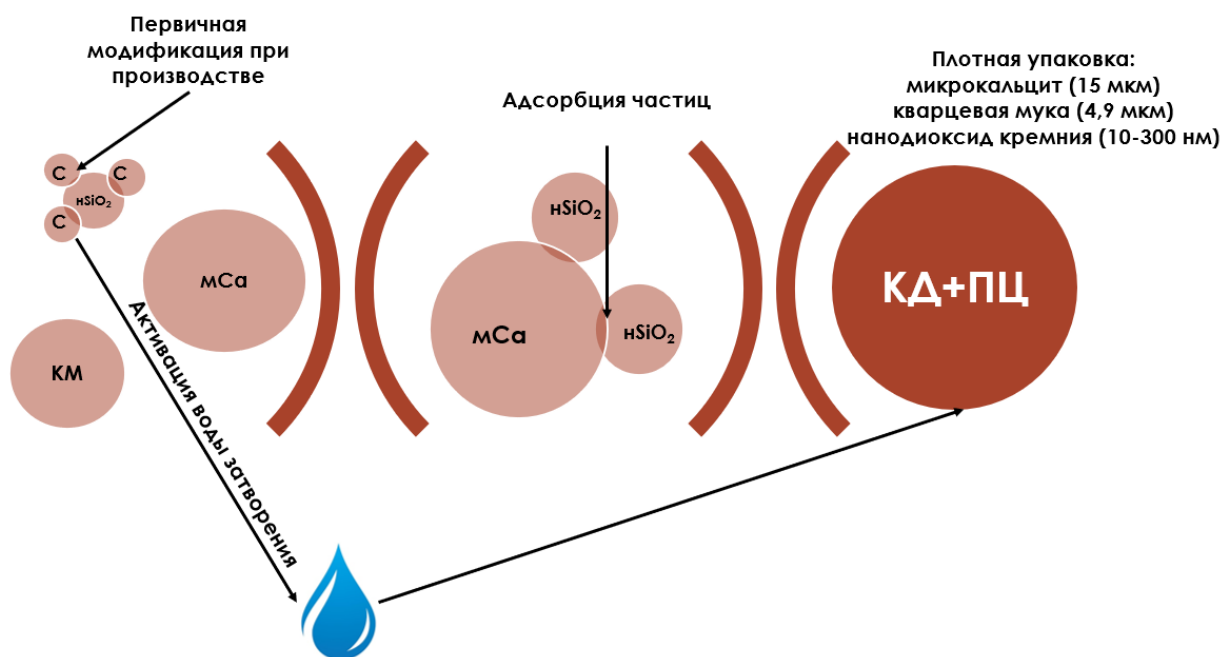 Первичная
модификация при
производстве
Адсорбция частиц
Плотная упаковка:
микрокальцит (15 мкм)
кварцевая мука (4,9 мкм)
нанодиоксид кремния (10-300 нм)
С
С
нSiO₂
С
мСа
КМ
Активация воды затворения
нSiO₂
мСа
нSiO₂
КД+ПЦ